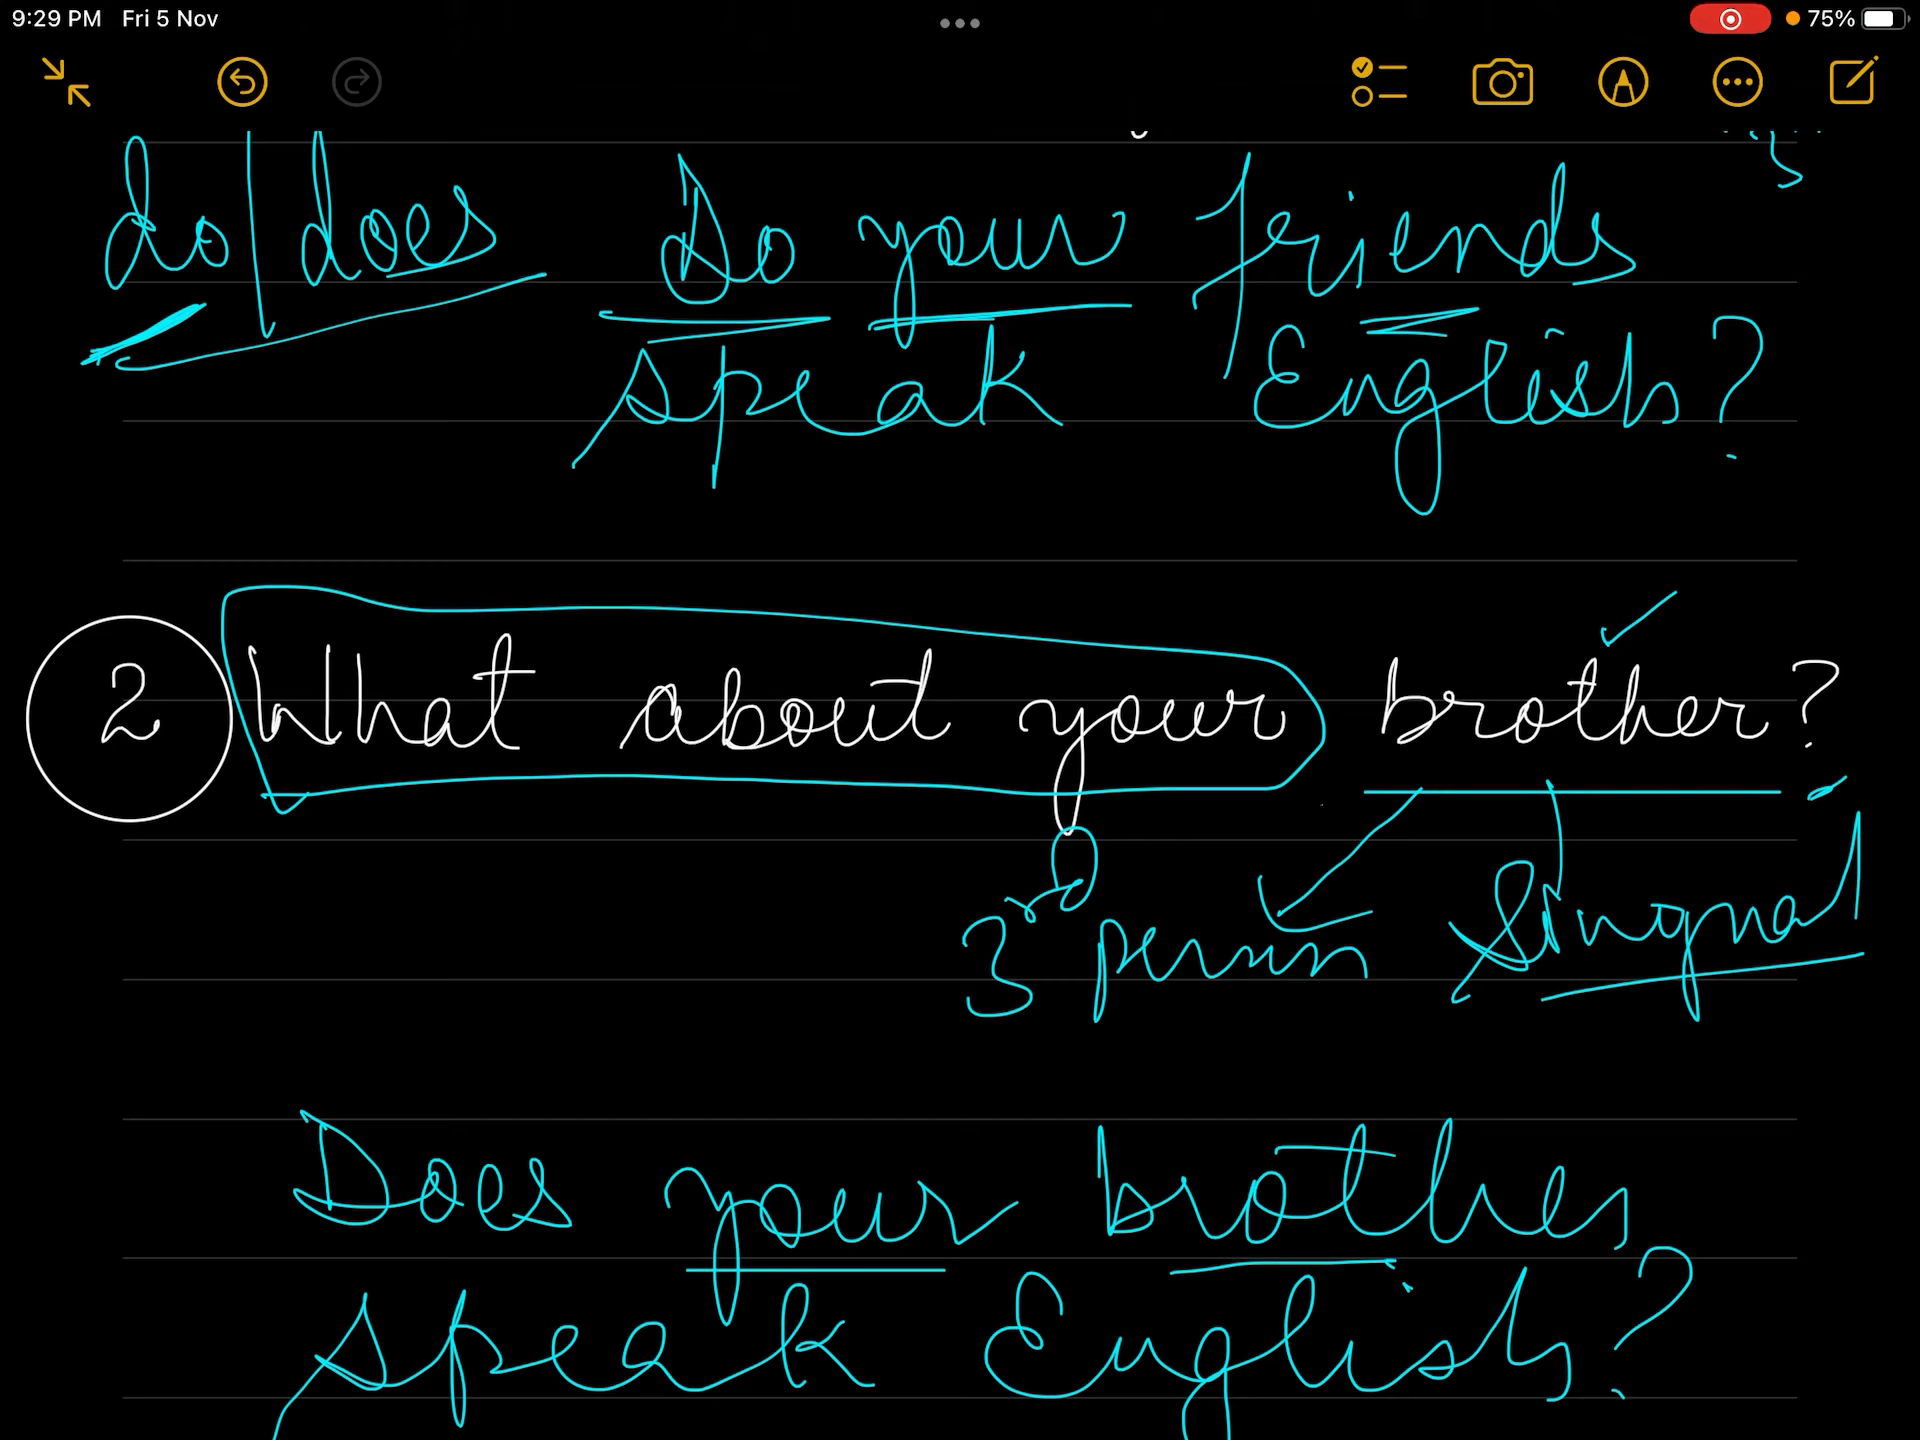 9:29 PM Fri 5 Nov 75%
do/does Do your friends
speak English?
2 What about your brother?
3rd person Singnal
Does your brother
speak English?